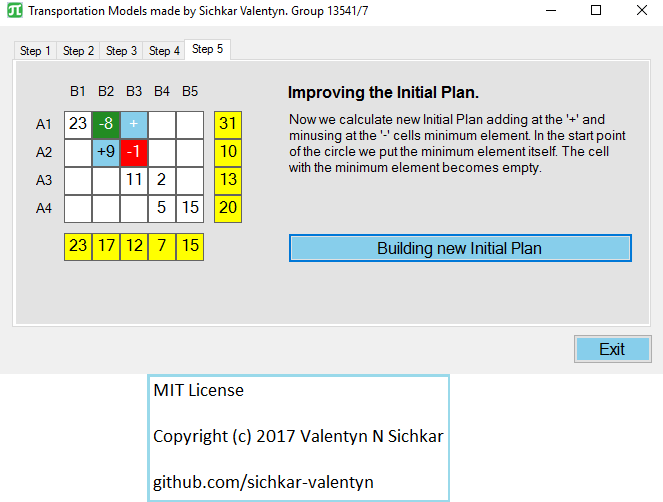 Transportation Models made by Sichkar Valentyn. Group 13541/7
Step 1 Step 2 Step 3 Step 4 Step 5
B1 B2 B3 B4 B5
A1 23 -8 + 31
A2 +9 -1 10
A3 11 2 13
A4 5 15 20
23 17 12 7 15
Improving the Initial Plan.
Now we calculate new Initial Plan adding at the '+' and
minusing at the '-' cells minimum element. In the start point
of the circle we put the minimum element itself. The cell
with the minimum element becomes empty.
Building new Initial Plan
Exit
MIT License
Copyright (c) 2017 Valentyn N Sichkar
github.com/sichkar-valentyn